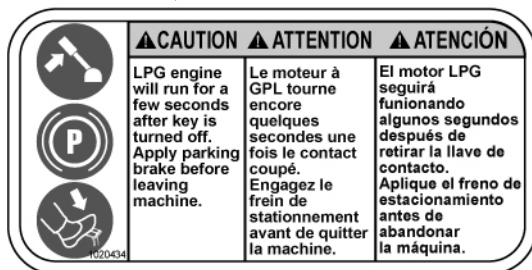 P
1020434
⚠CAUTION
LPG engine
will run for a
few seconds
after key is
turned off.
Apply parking
brake before
leaving
machine.
⚠ATTENTION
Le moteur à
GPL tourne
encore
quelques
secondes une
fois le contact
coupé.
Engagez le
frein de
stationnement
avant de quitter
la machine.
⚠ATENCIÓN
El motor LPG
seguirá
funionando
algunos segundos
después de
retirar la llave de
contacto.
Aplique el freno de
estacionamiento
antes de
abandonar
la máquina.